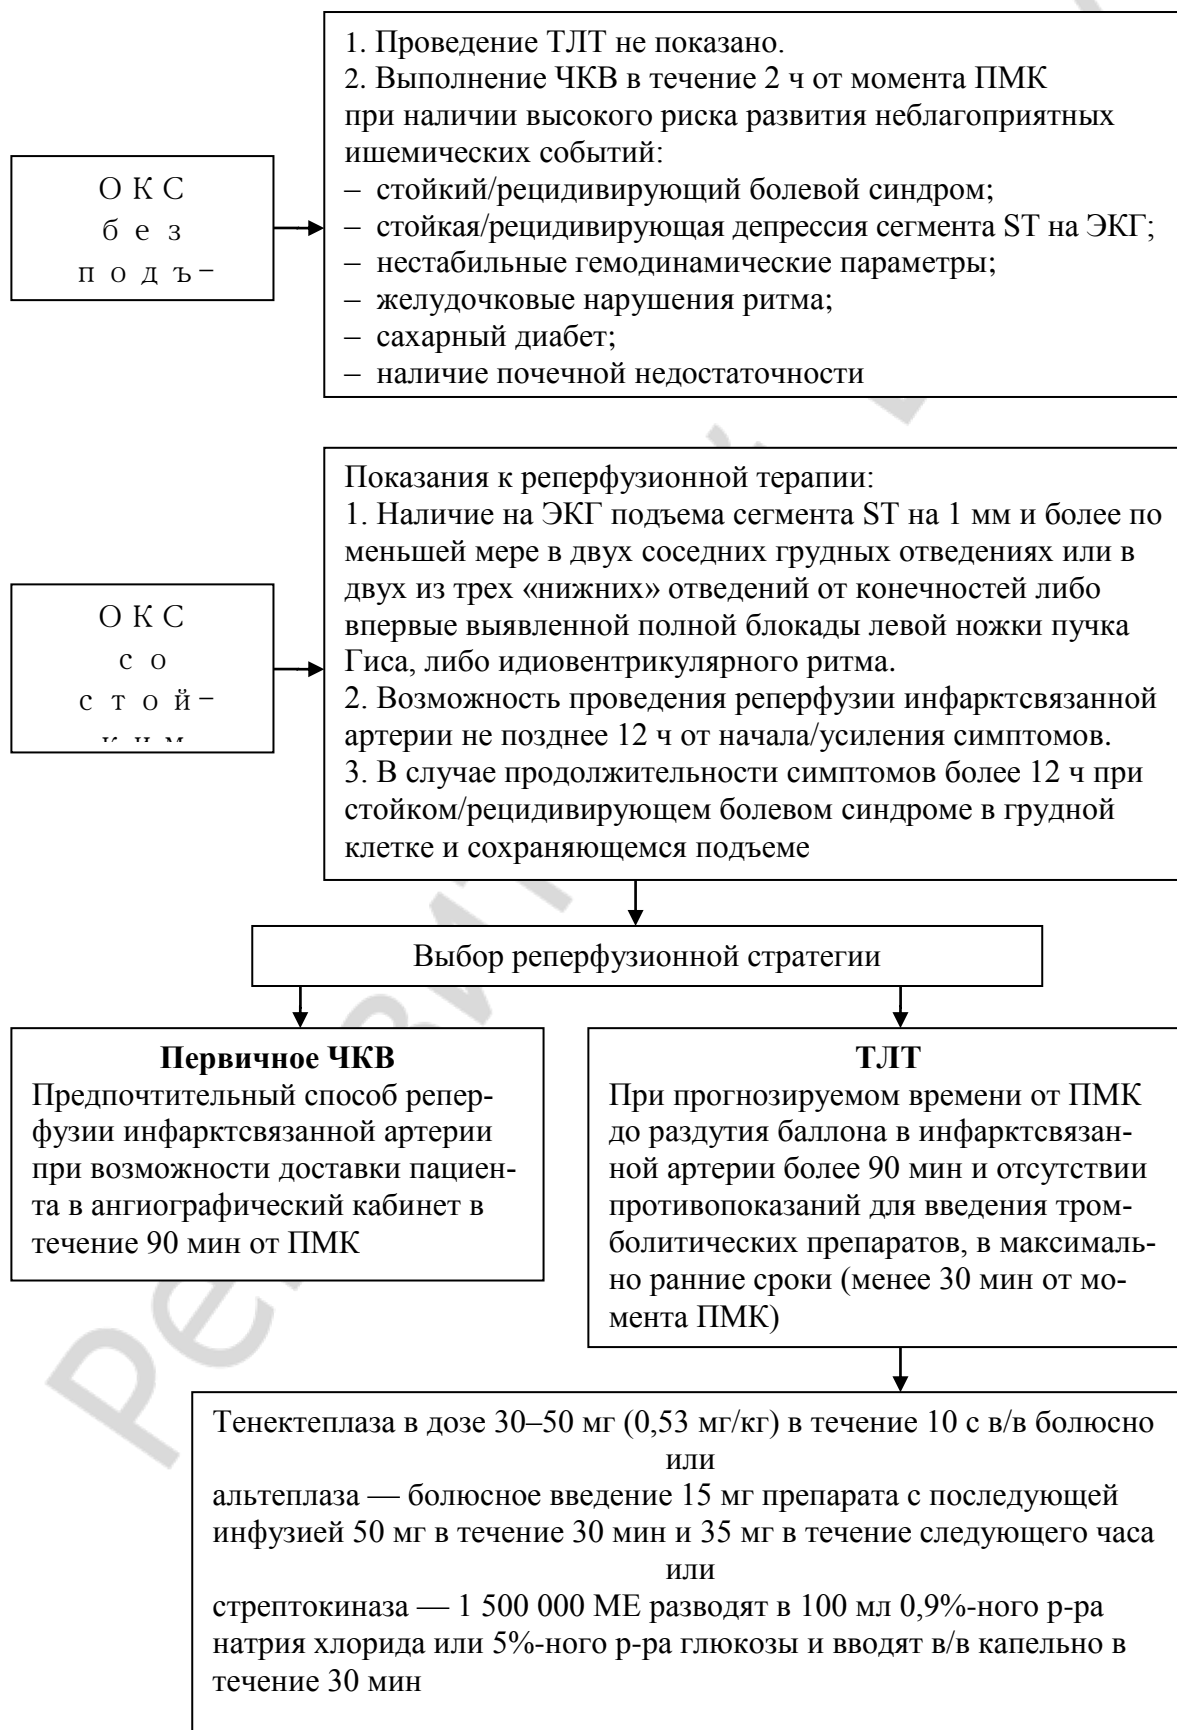 1. Проведение ТЛТ не показано.
2. Выполнение ЧКВ в течение 2 ч от момента ПМК
при наличии высокого риска развития неблагоприятных
ишемических событий:
– стойкий/рецидивирующий болевой синдром;
– стойкая/рецидивирующая депрессия сегмента ST на ЭКГ;
– нестабильные гемодинамические параметры;
– желудочковые нарушения ритма;
– сахарный диабет;
– наличие почечной недостаточности
ОКС
без
подъ-
Показания к реперфузионной терапии:
1. Наличие на ЭКГ подъема сегмента ST на 1 мм и более по
меньшей мере в двух соседних грудных отведениях или в
двух из трех «нижних» отведений от конечностей либо
впервые выявленной полной блокады левой ножки пучка
Гиса, либо идиовентрикулярного ритма.
2. Возможность проведения реперфузии инфарктсвязанной
артерии не позднее 12 ч от начала/усиления симптомов.
3. В случае продолжительности симптомов более 12 ч при
стойком/рецидивирующем болевом синдроме в грудной
клетке и сохраняющемся подъеме
ОКС
со
стой-
ким
Выбор реперфузионной стратегии
Первичное ЧКВ
Предпочтительный способ репер-
фузии инфарктсвязанной артерии
при возможности доставки пациен-
та в ангиографический кабинет в
течение 90 мин от ПМК
ТЛТ
При прогнозируемом времени от ПМК
до раздутия баллона в инфарктсвязан-
ной артерии более 90 мин и отсутствии
противопоказаний для введения тром-
болитических препаратов, в максималь-
но ранние сроки (менее 30 мин от мо-
мента ПМК)
Тенектеплаза в дозе 30–50 мг (0,53 мг/кг) в течение 10 с в/в болюсно
или
альтеплаза — болюсное введение 15 мг препарата с последующей
инфузией 50 мг в течение 30 мин и 35 мг в течение следующего часа
или
стрептокиназа — 1 500 000 МЕ разводят в 100 мл 0,9%-ного р-ра
натрия хлорида или 5%-ного р-ра глюкозы и вводят в/в капельно в
течение 30 мин